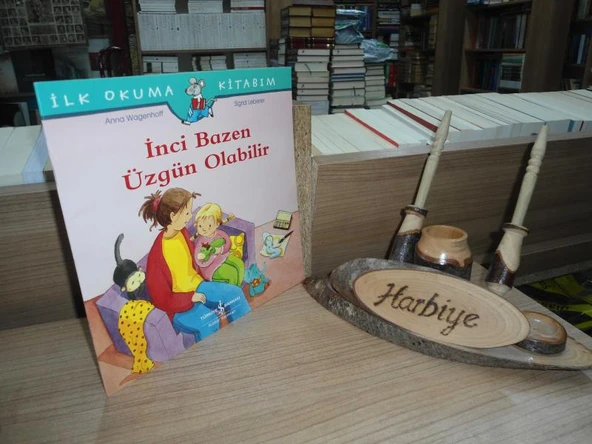 İLK OKUMA KİTABIM
Anna Wagenhoff
Sigrid Leberer
İnci Bazen
Üzgün Olabilir
Harbiye